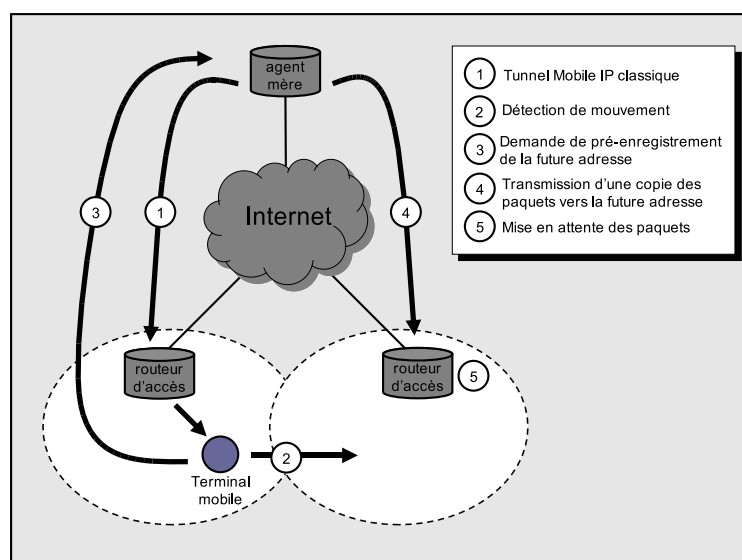 agent
mère
1 Tunnel Mobile IP classique
2 Détection de mouvement
3 Demande de pré-enregistrement
de la future adresse
4 Transmission d'une copie des
paquets vers la future adresse
5 Mise en attente des paquets
3
1
Internet
4
routeur
d'accès
routeur
d'accès
5
2
Terminal
mobile